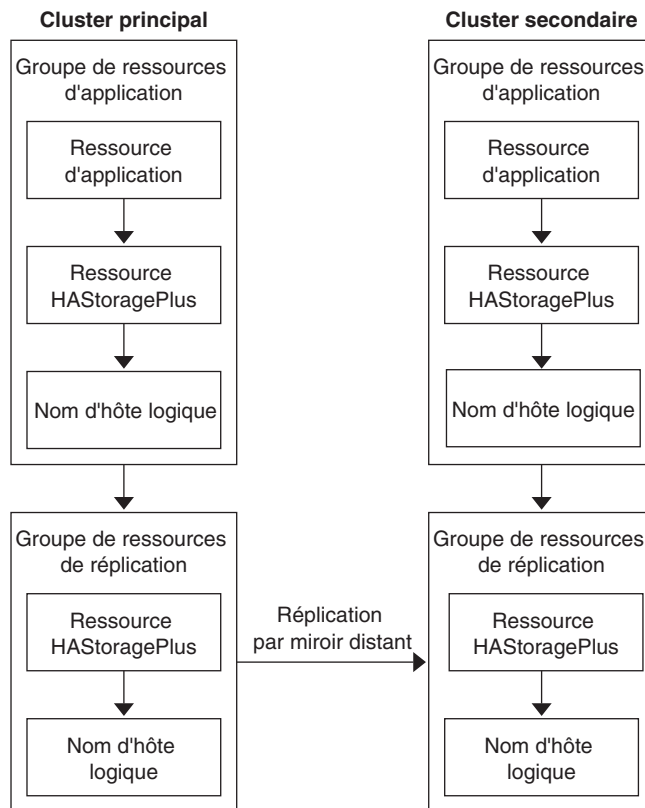 Cluster principal
Groupe de ressources
d'application
Ressource
d'application
Ressource
HAStoragePlus
Nom d'hôte logique
Groupe de ressources
de réplication
Ressource
HAStoragePlus
Nom d'hôte
logique
Réplication
par miroir distant
Cluster secondaire
Groupe de ressources
d'application
Ressource
d'application
Ressource
HAStoragePlus
Nom d'hôte logique
Groupe de ressources
de réplication
Ressource
HAStoragePlus
Nom d'hôte
logique